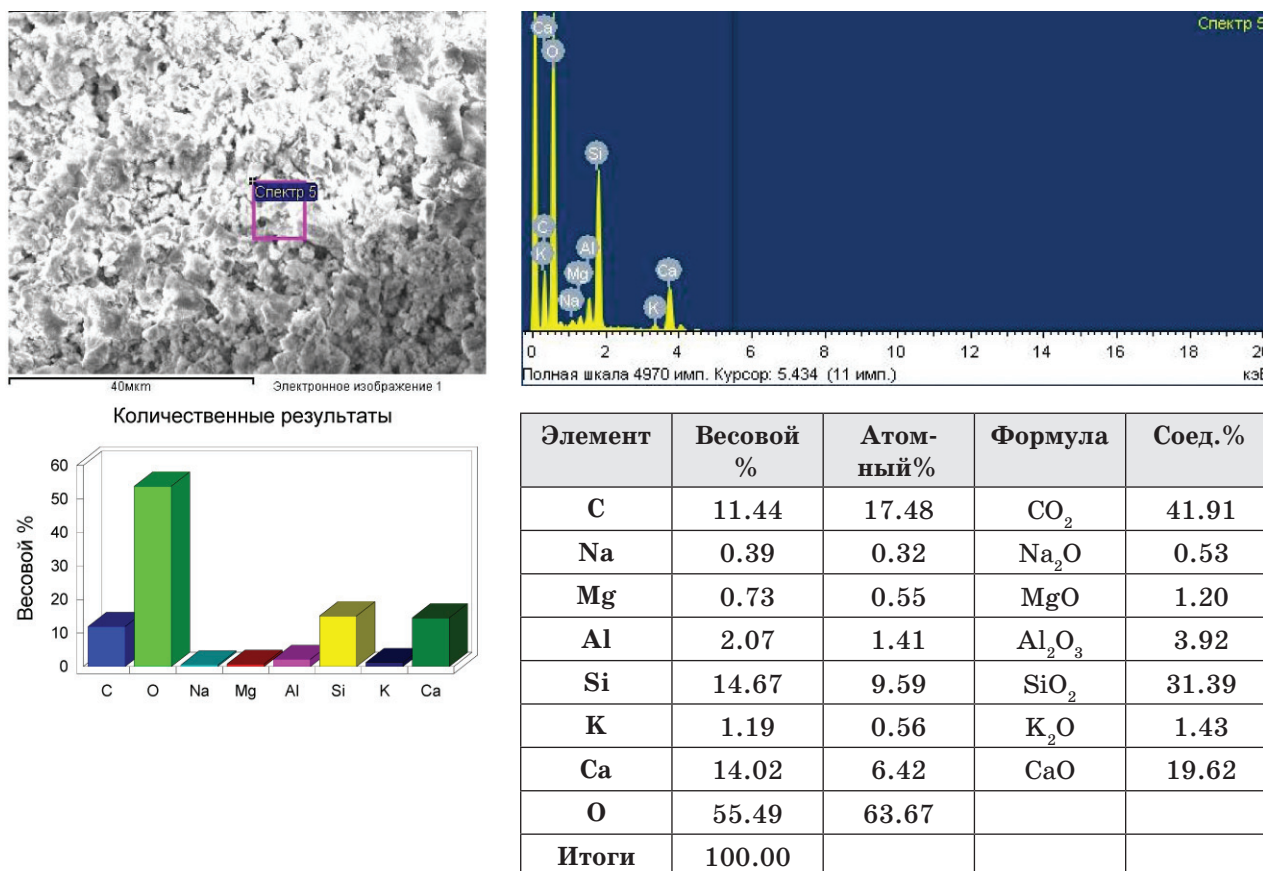 Спектр 5
40мкm
Электронное изображение 1
Спектр 5
Ca
O
Si
C
K
Al
Mg
Na
K
Ca
0 2 4 6 8 10 12 14 16 18 20
Полная шкала 4970 имп. Курсор: 5.434 (11 имп.)
кэВ
Количественные результаты
Весовой %
60
50
40
30
20
10
0
C O Na Mg Al Si K Ca
Элемент Весовой % Атом-ный% Формула Соед.%
C 11.44 17.48 CO₂ 41.91
Na 0.39 0.32 Na₂O 0.53
Mg 0.73 0.55 MgO 1.20
Al 2.07 1.41 Al₂O₃ 3.92
Si 14.67 9.59 SiO₂ 31.39
K 1.19 0.56 K₂O 1.43
Ca 14.02 6.42 CaO 19.62
O 55.49 63.67
Итоги 100.00